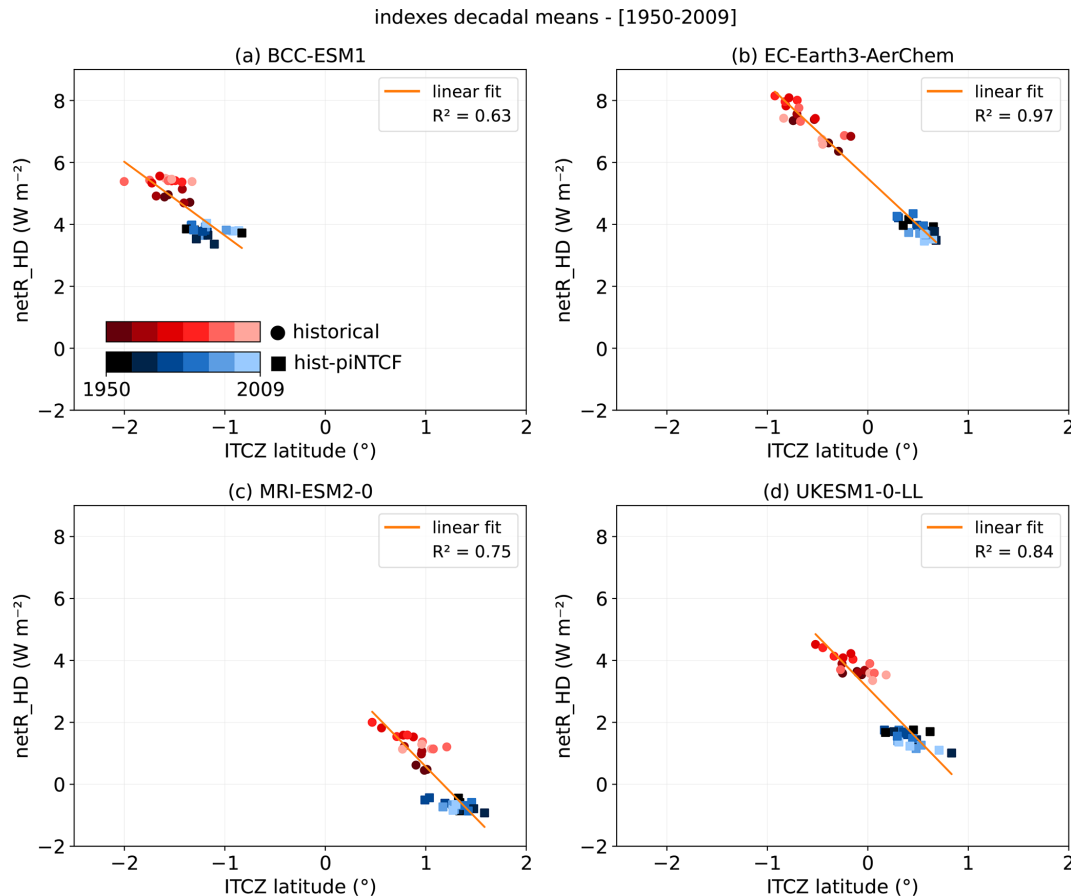 indexes decadal means - [1950-2009]
(a) BCC-ESM1
linear fit
R² = 0.63
8
6
4
2
0
−2
netR_HD (W m⁻²)
historical
hist-piNTCF
1950 2009
−2 −1 0 1 2
ITCZ latitude (°)
(b) EC-Earth3-AerChem
linear fit
R² = 0.97
8
6
4
2
0
−2
netR_HD (W m⁻²)
−2 −1 0 1 2
ITCZ latitude (°)
(c) MRI-ESM2-0
linear fit
R² = 0.75
8
6
4
2
0
−2
netR_HD (W m⁻²)
−2 −1 0 1 2
ITCZ latitude (°)
(d) UKESM1-0-LL
linear fit
R² = 0.84
8
6
4
2
0
−2
netR_HD (W m⁻²)
−2 −1 0 1 2
ITCZ latitude (°)